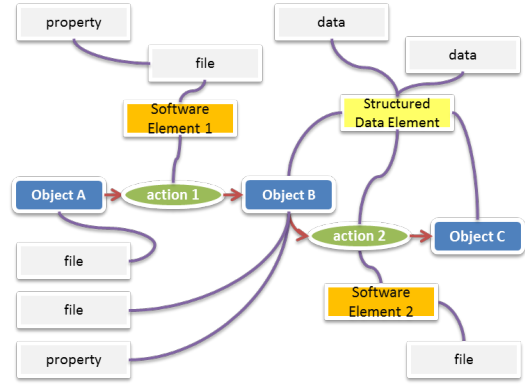 property
data
file
data
Software
Element 1
Structured
Data Element
Object A
action 1
Object B
action 2
Object C
file
file
Software
Element 2
property
file